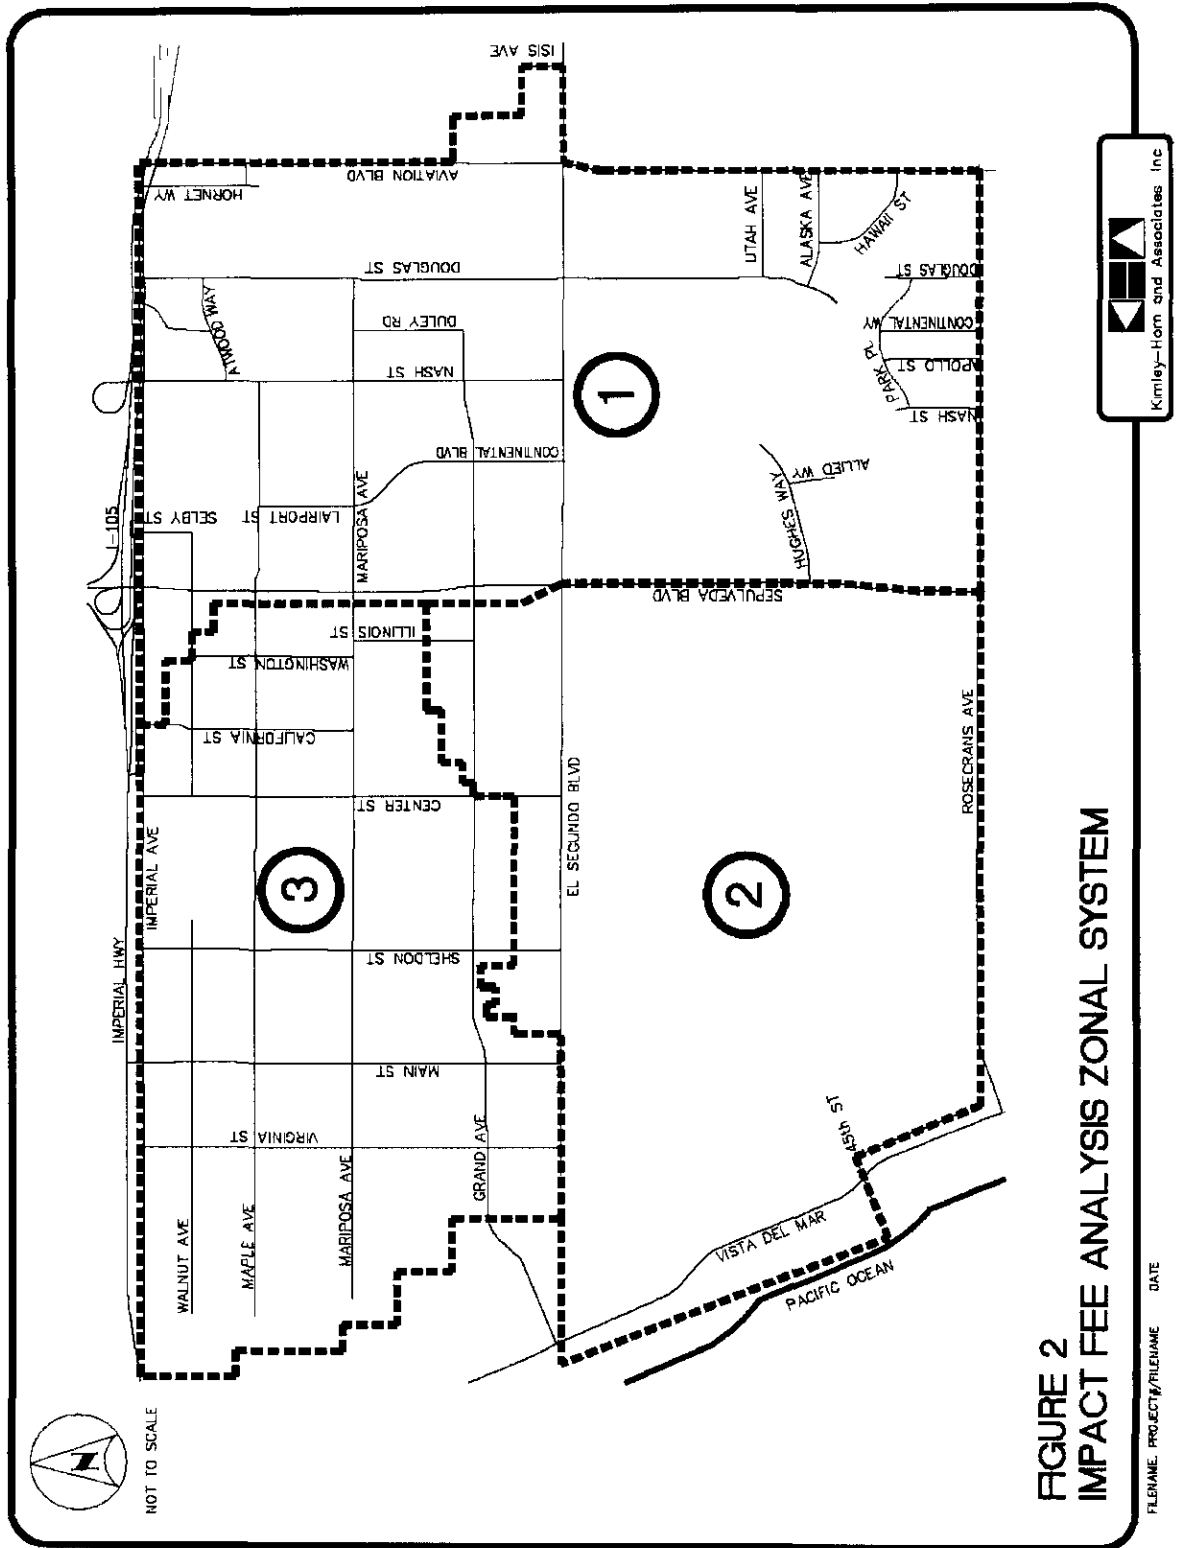 NOT TO SCALE
N
IMPERIAL HWY
IMPERIAL AVE
I-105
WALNUT AVE
MAPLE AVE
MARIPOSA AVE
MARIPOSA AVE
GRAND AVE
VIRGINIA ST
MAIN ST
SHELDON ST
CENTER ST
CALIFORNIA ST
WASHINGTON ST
ILLINOIS ST
SELBY ST
LAIRPORT ST
CONTINENTAL BLVD
NASH ST
DULEY RD
DOUGLAS ST
ATWOOD WAY
HORNET WY
AVIATION BLVD
ISIS AVE
3
EL SEGUNDO BLVD
1
2
SEPULVEDA BLVD
HUGHES WAY
ALLIED WY
UTAH AVE
ALASKA AVE
HAWAII ST
PARK PL
NASH ST
APOLLO ST
CONTINENTAL WY
DOUGLAS ST
ROSECRANS AVE
45th ST
VISTA DEL MAR
PACIFIC OCEAN
FIGURE 2
IMPACT FEE ANALYSIS ZONAL SYSTEM
Kimley-Horn and Associates Inc
FILENAME. PROJECT#/FILENAME DATE